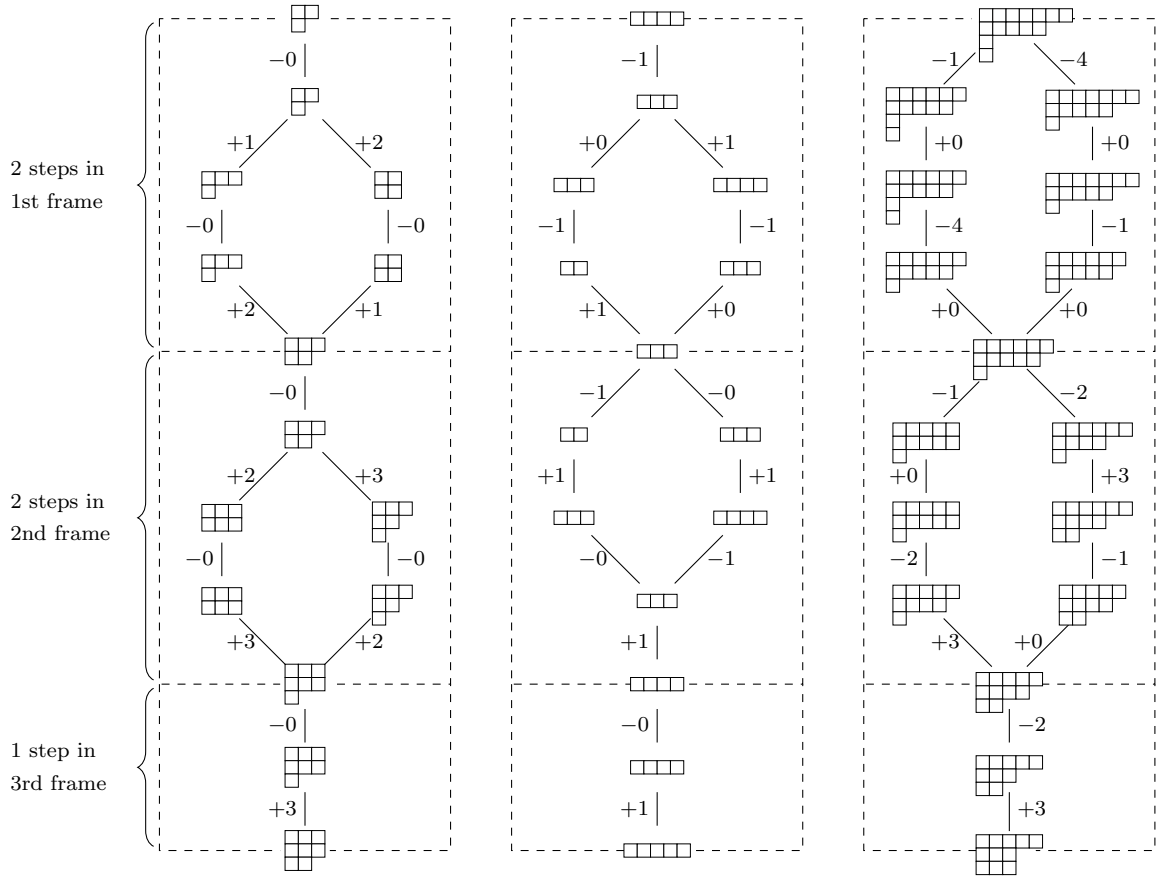 −0 −1
−1 −4
+1 +2 +0 +1 +0 +0
2 steps in
1st frame
−0 −0 −1 −1 −4 −1
+2 +1 +1 +0 +0 +0
−0 −1 −0 −1 −2
+2 +3 +1 +1 +0 +3
2 steps in
2nd frame
−0 −0 −0 −1 −2 −1
+3 +2 +1 +3 +0
−0 −0 −2
1 step in
3rd frame
+3 +1 +3